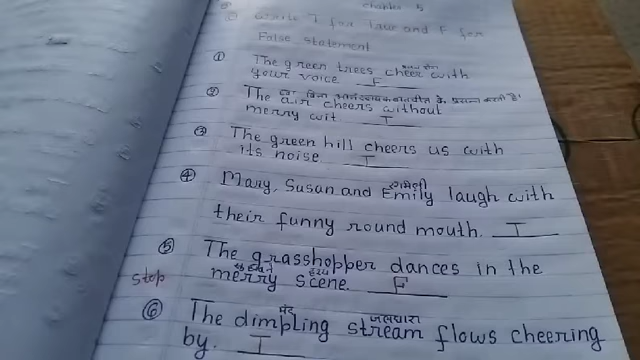 Chapter 5
C write T for True and F for
False statement
① The green trees cheer with
your voice F
② The air cheers without
merry wit T
③ The green hill cheers us with
its noise T
④ Mary, Susan and Emily laugh with
their funny round mouth. T
⑤ The grasshopper dances in the
stop merry scene. F
दृश्य
⑥ The dimpling stream flows cheering
मंद जलधारा
by. T